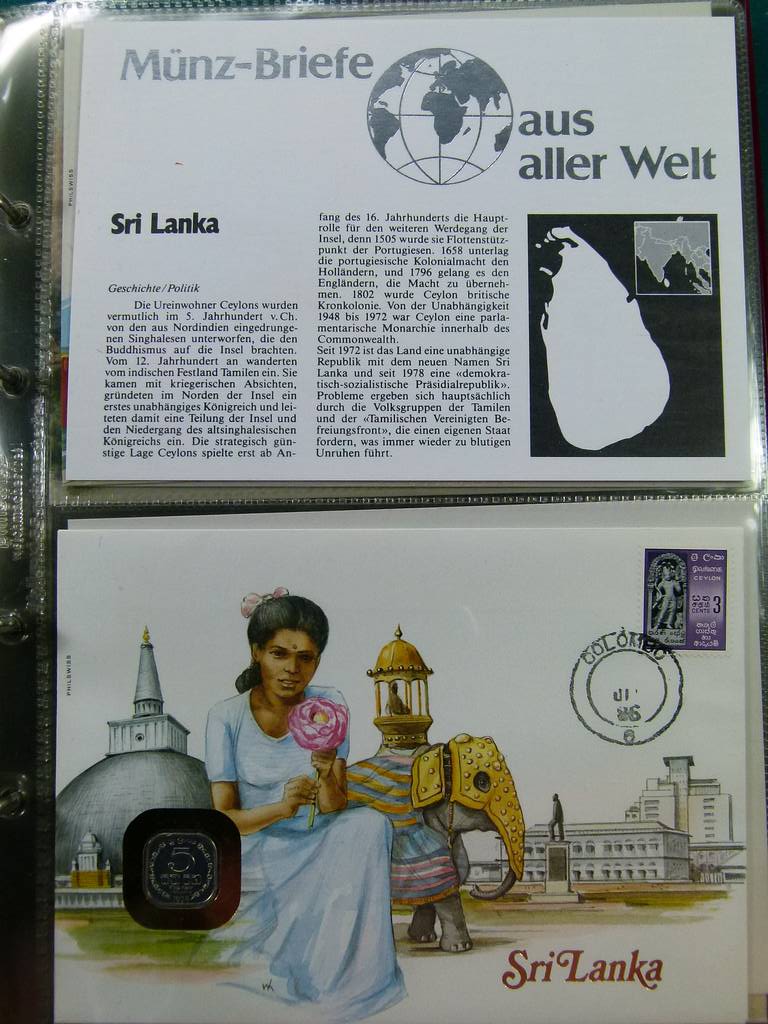 Münz-Briefe
aus
aller Welt
PHILSWISS
Sri Lanka
Geschichte/Politik
Die Ureinwohner Ceylons wurden
vermutlich im 5. Jahrhundert v.Ch.
von den aus Nordindien eingedrunge-
nen Singhalesen unterworfen, die den
Buddhismus auf die Insel brachten.
Vom 12. Jahrhundert an wanderten
vom indischen Festland Tamilen ein. Sie
kamen mit kriegerischen Absichten,
gründeten im Norden der Insel ein
erstes unabhängiges Königreich und lei-
teten damit eine Teilung der Insel und
den Niedergang des altsinghalesischen
Königreichs ein. Die strategisch gün-
stige Lage Ceylons spielte erst ab An-
fang des 16. Jahrhunderts die Haupt-
rolle für den weiteren Werdegang der
Insel, denn 1505 wurde sie Flottenstütz-
punkt der Portugiesen. 1658 unterlag
die portugiesische Kolonialmacht den
Holländern, und 1796 gelang es den
Engländern, die Macht zu überneh-
men. 1802 wurde Ceylon britische
Kronkolonie. Von der Unabhängigkeit
1948 bis 1972 war Ceylon eine parla-
mentarische Monarchie innerhalb des
Commonwealth.
Seit 1972 ist das Land eine unabhängige
Republik mit dem neuen Namen Sri
Lanka und seit 1978 eine «demokra-
tisch-sozialistische Präsidialrepublik».
Probleme ergeben sich hauptsächlich
durch die Volksgruppen der Tamilen
und der «Tamilischen Vereinigten Be-
freiungsfront», die einen eigenen Staat
fordern, was immer wieder zu blutigen
Unruhen führt.
PHILSWISS
ලංකා
இலங்கை
CEYLON
සත
CENTS 3
COLOMBO
86
5
Sri Lanka